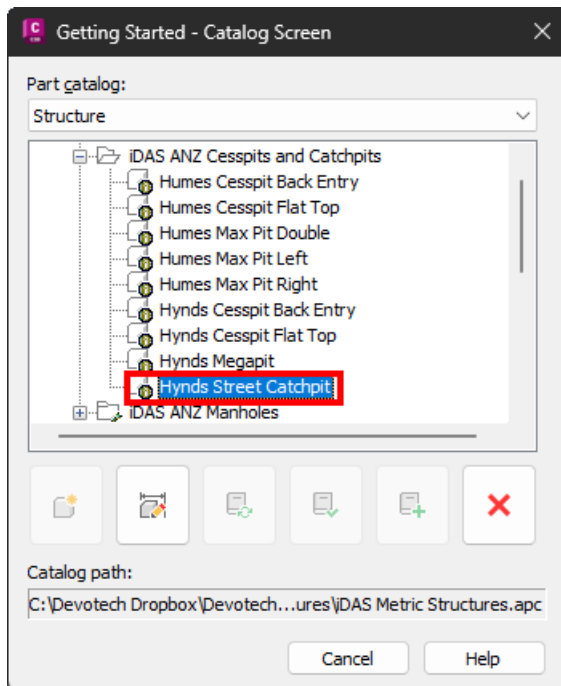 Getting Started - Catalog Screen
Part catalog:
Structure
iDAS ANZ Cesspits and Catchpits
Humes Cesspit Back Entry
Humes Cesspit Flat Top
Humes Max Pit Double
Humes Max Pit Left
Humes Max Pit Right
Hynds Cesspit Back Entry
Hynds Cesspit Flat Top
Hynds Megapit
Hynds Street Catchpit
iDAS ANZ Manholes
Catalog path:
C:\Devotech Dropbox\Devotech...ures\iDAS Metric Structures.apc
Cancel
Help